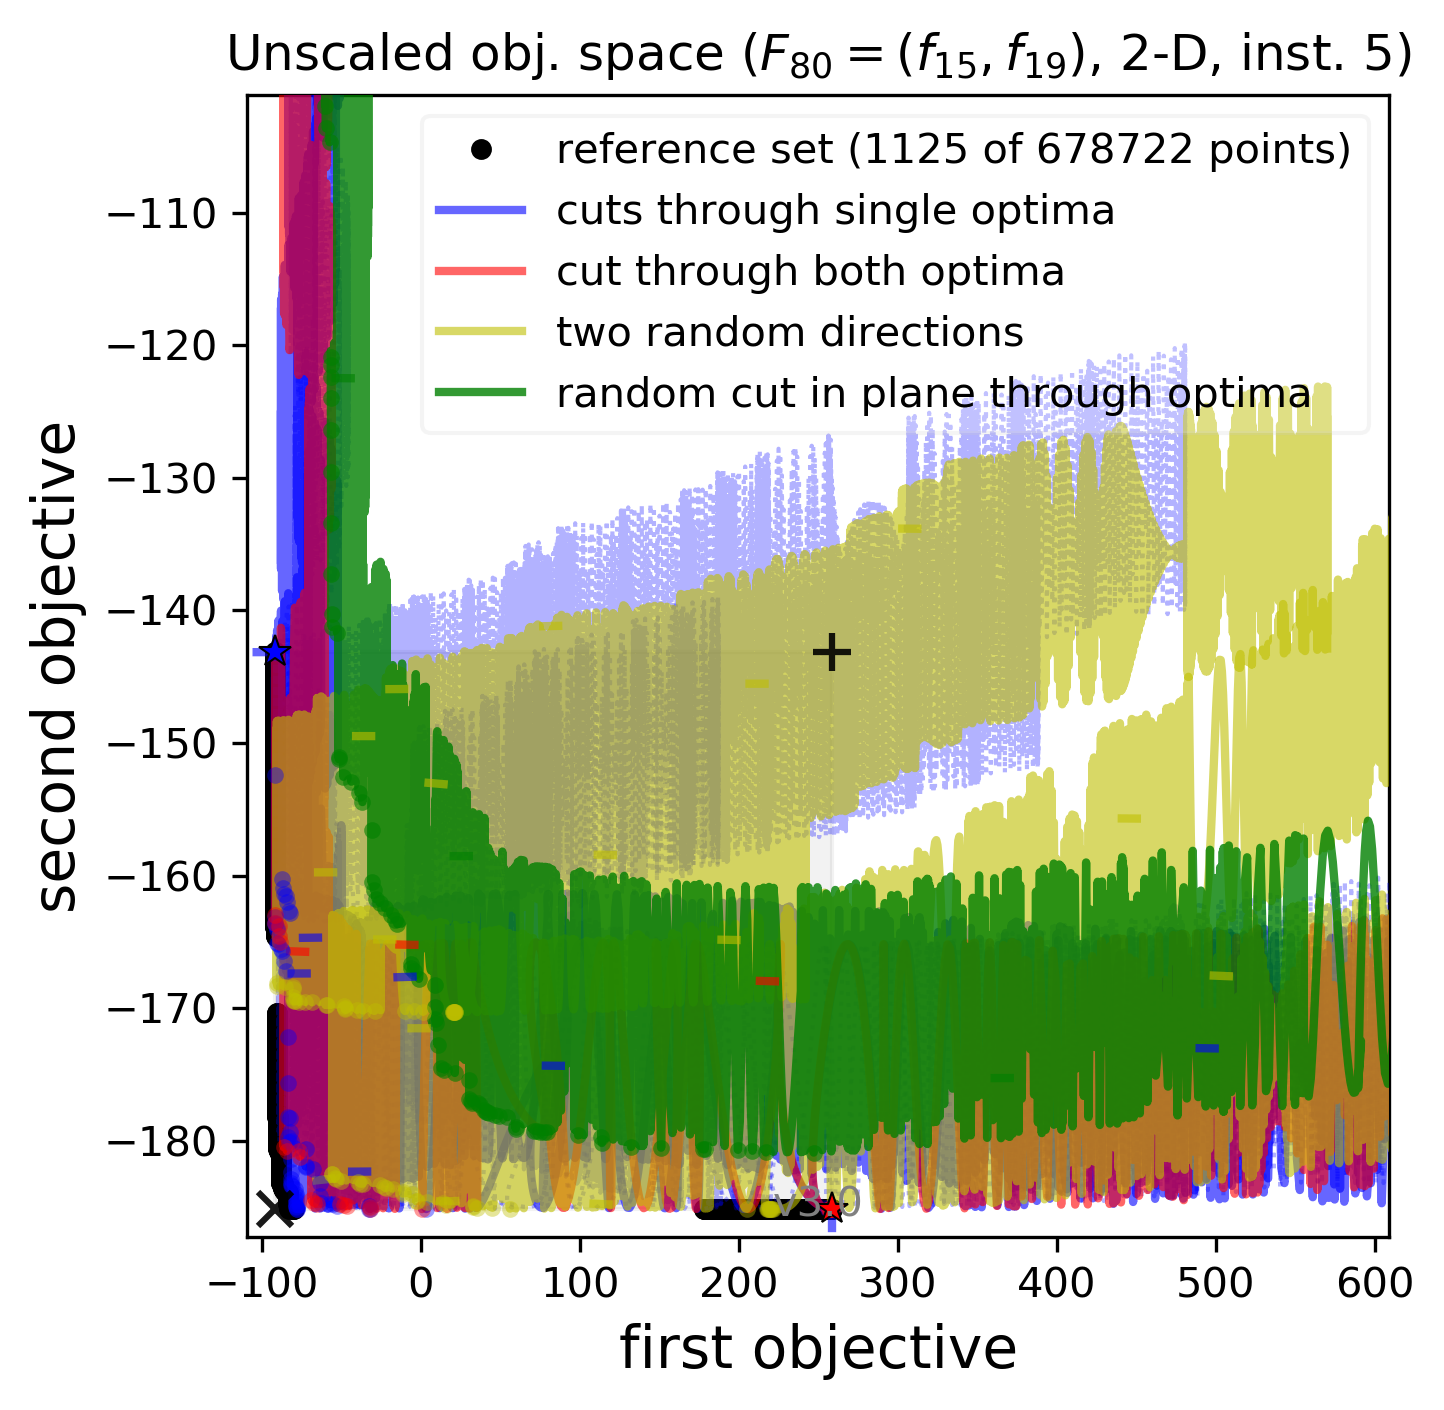 Unscaled obj. space (F80 = (f15, f19), 2-D, inst. 5)
reference set (1125 of 678722 points)
cuts through single optima
cut through both optima
two random directions
random cut in plane through optima
second objective
−110
−120
−130
−140
−150
−160
−170
−180
v3.0
−100 0 100 200 300 400 500 600
first objective